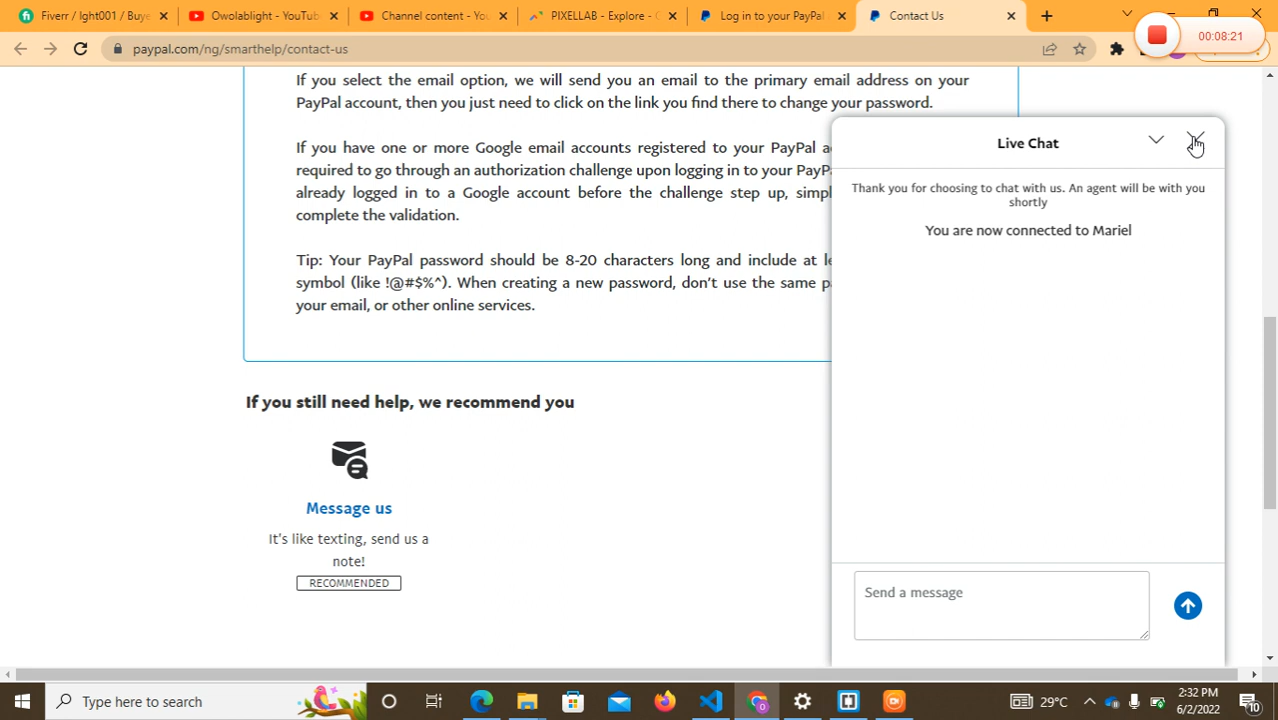 Fiverr / lght001 / Buye
Owolablight - YouTub
Channel content - You
PIXELLAB - Explore - G
Log in to your PayPal
Contact Us
00:08:21
paypal.com/ng/smarthelp/contact-us
If you select the email option, we will send you an email to the primary email address on your
PayPal account, then you just need to click on the link you find there to change your password.
If you have one or more Google email accounts registered to your PayPal
required to go through an authorization challenge upon logging in to your PayPa
already logged in to a Google account before the challenge step up, simpl
complete the validation.
Tip: Your PayPal password should be 8-20 characters long and include at le
symbol (like !@#$%^). When creating a new password, don't use the same pa
your email, or other online services.
If you still need help, we recommend you
Message us
It's like texting, send us a
note!
RECOMMENDED
Live Chat
Thank you for choosing to chat with us. An agent will be with you
shortly
You are now connected to Mariel
Send a message
Type here to search
29°C
2:32 PM
6/2/2022
10